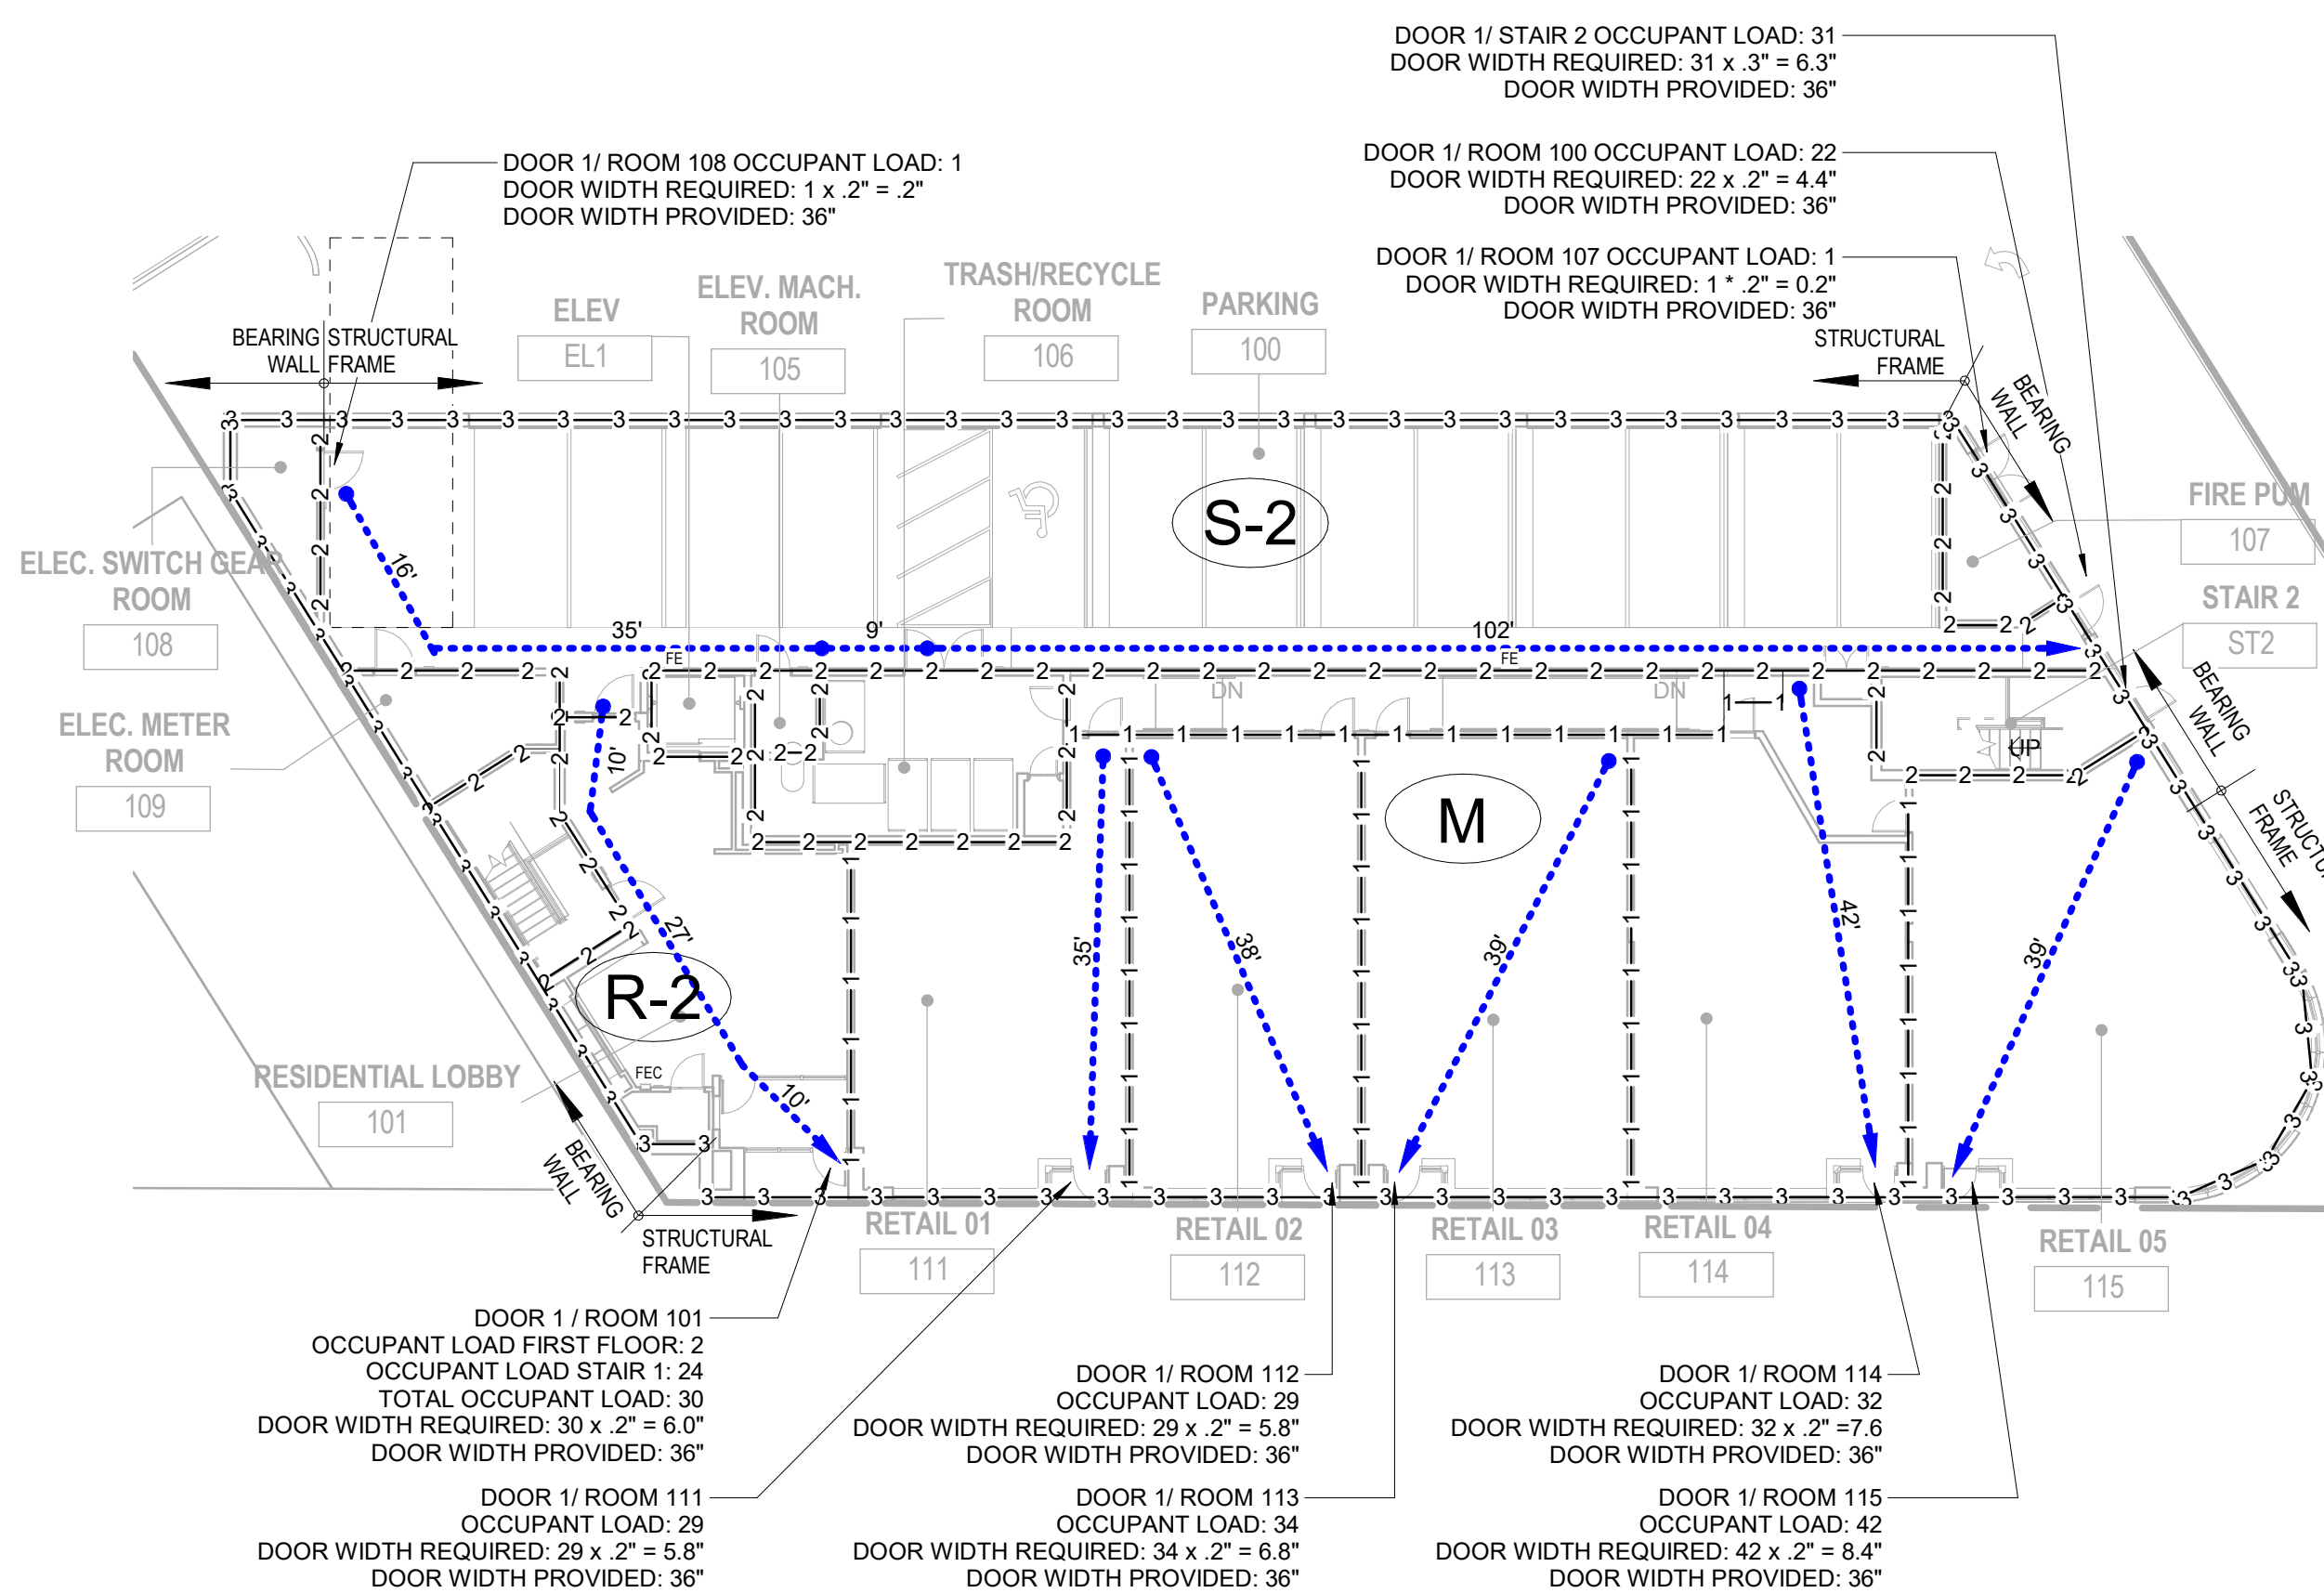 DOOR 1/ STAIR 2 OCCUPANT LOAD: 31
DOOR WIDTH REQUIRED: 31 x .3" = 6.3"
DOOR WIDTH PROVIDED: 36"
DOOR 1/ ROOM 108 OCCUPANT LOAD: 1
DOOR WIDTH REQUIRED: 1 x .2" = .2"
DOOR WIDTH PROVIDED: 36"
DOOR 1/ ROOM 100 OCCUPANT LOAD: 22
DOOR WIDTH REQUIRED: 22 x .2" = 4.4"
DOOR WIDTH PROVIDED: 36"
DOOR 1/ ROOM 107 OCCUPANT LOAD: 1
DOOR WIDTH REQUIRED: 1 * .2" = 0.2"
DOOR WIDTH PROVIDED: 36"
BEARING
WALL
STRUCTURAL
FRAME
ELEV
EL1
ELEV. MACH.
ROOM
105
TRASH/RECYCLE
ROOM
106
PARKING
100
STRUCTURAL
FRAME
BEARING
WALL
S-2
FIRE PUM
107
STAIR 2
ST2
ELEC. SWITCH GEAR
ROOM
108
16'
35'
9'
102'
FE
FE
DN
DN
UP
ELEC. METER
ROOM
109
10'
27'
10'
35'
38'
39'
42'
39'
M
R-2
BEARING
WALL
FRAME
RESIDENTIAL LOBBY
101
FEC
BEARING
WALL
STRUCTURAL
FRAME
RETAIL 01
111
RETAIL 02
112
RETAIL 03
113
RETAIL 04
114
RETAIL 05
115
DOOR 1 / ROOM 101
OCCUPANT LOAD FIRST FLOOR: 2
OCCUPANT LOAD STAIR 1: 24
TOTAL OCCUPANT LOAD: 30
DOOR WIDTH REQUIRED: 30 x .2" = 6.0"
DOOR WIDTH PROVIDED: 36"
DOOR 1/ ROOM 112
OCCUPANT LOAD: 29
DOOR WIDTH REQUIRED: 29 x .2" = 5.8"
DOOR WIDTH PROVIDED: 36"
DOOR 1/ ROOM 114
OCCUPANT LOAD: 32
DOOR WIDTH REQUIRED: 32 x .2" =7.6
DOOR WIDTH PROVIDED: 36"
DOOR 1/ ROOM 111
OCCUPANT LOAD: 29
DOOR WIDTH REQUIRED: 29 x .2" = 5.8"
DOOR WIDTH PROVIDED: 36"
DOOR 1/ ROOM 113
OCCUPANT LOAD: 34
DOOR WIDTH REQUIRED: 34 x .2" = 6.8"
DOOR WIDTH PROVIDED: 36"
DOOR 1/ ROOM 115
OCCUPANT LOAD: 42
DOOR WIDTH REQUIRED: 42 x .2" = 8.4"
DOOR WIDTH PROVIDED: 36"